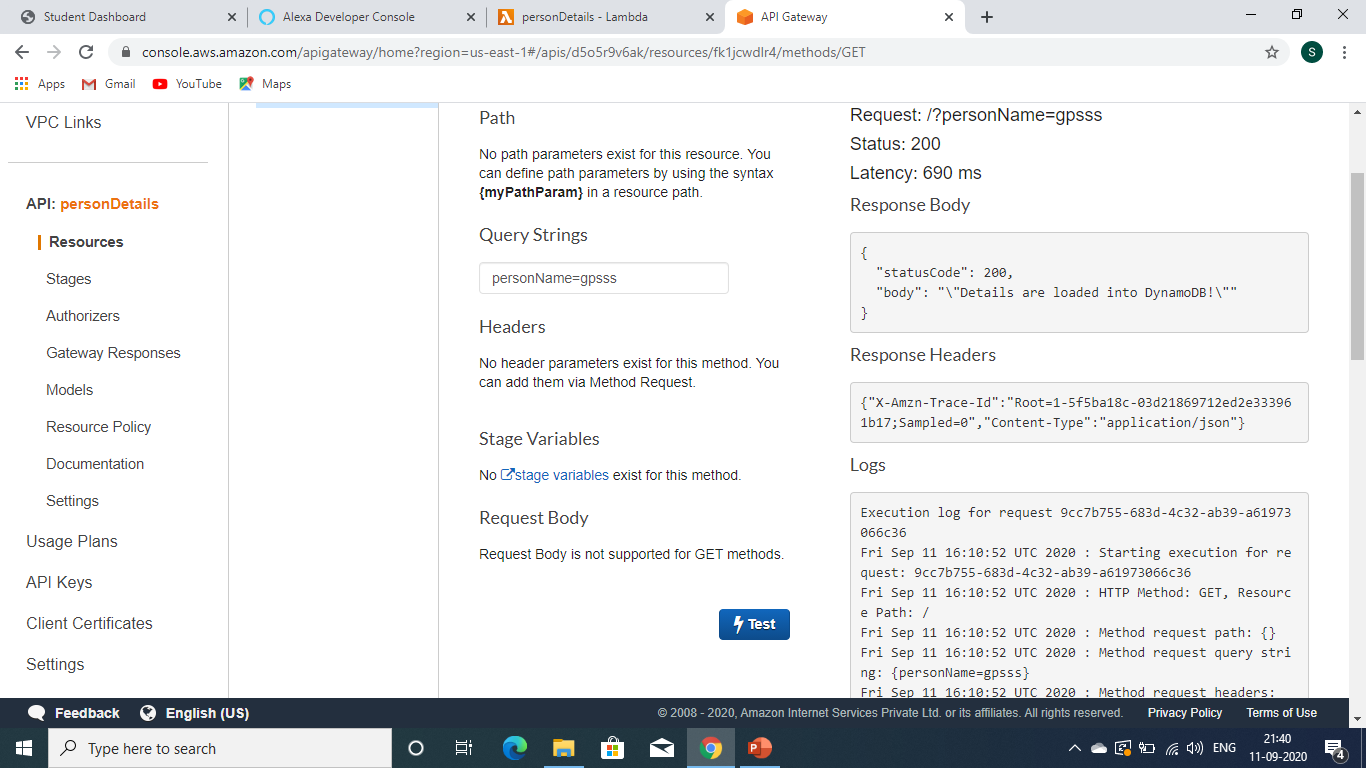 Student Dashboard
Alexa Developer Console
personDetails - Lambda
API Gateway
console.aws.amazon.com/apigateway/home?region=us-east-1#/apis/d5o5r9v6ak/resources/fk1jcwdlr4/methods/GET
S
Apps
Gmail
YouTube
Maps
VPC Links
API: personDetails
Resources
Stages
Authorizers
Gateway Responses
Models
Resource Policy
Documentation
Settings
Usage Plans
API Keys
Client Certificates
Settings
Path
No path parameters exist for this resource. You
can define path parameters by using the syntax
{myPathParam} in a resource path.
Query Strings
personName=gpsss
Headers
No header parameters exist for this method. You
can add them via Method Request.
Stage Variables
No stage variables exist for this method.
Request Body
Request Body is not supported for GET methods.
Test
Request: /?personName=gpsss
Status: 200
Latency: 690 ms
Response Body
{
"statusCode": 200,
"body": "\"Details are loaded into DynamoDB!\""
}
Response Headers
{"X-Amzn-Trace-Id":"Root=1-5f5ba18c-03d21869712ed2e33396
1b17;Sampled=0","Content-Type":"application/json"}
Logs
Execution log for request 9cc7b755-683d-4c32-ab39-a61973
066c36
Fri Sep 11 16:10:52 UTC 2020 : Starting execution for re
quest: 9cc7b755-683d-4c32-ab39-a61973066c36
Fri Sep 11 16:10:52 UTC 2020 : HTTP Method: GET, Resourc
e Path: /
Fri Sep 11 16:10:52 UTC 2020 : Method request path: {}
Fri Sep 11 16:10:52 UTC 2020 : Method request query stri
ng: {personName=gpsss}
Fri Sep 11 16:10:52 UTC 2020 : Method request headers:
Feedback
English (US)
© 2008 - 2020, Amazon Internet Services Private Ltd. or its affiliates. All rights reserved.
Privacy Policy
Terms of Use
Type here to search
ENG
21:40
11-09-2020
4